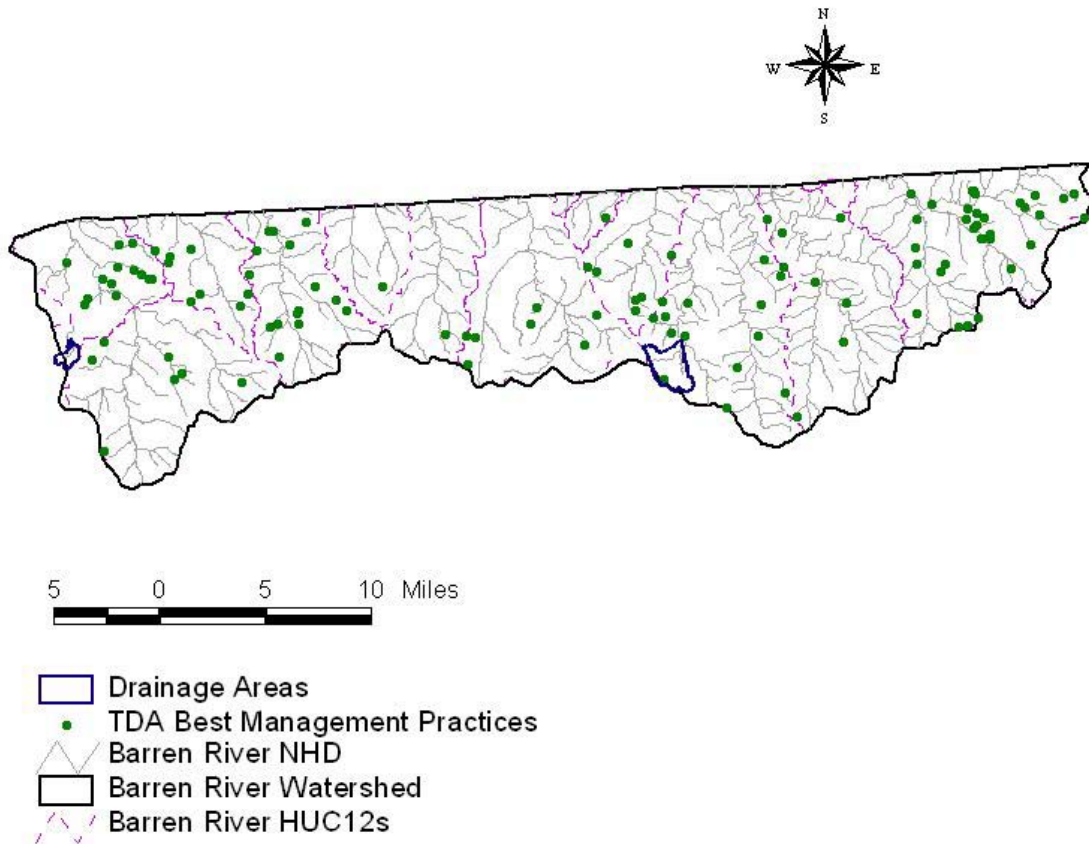 N
W E
S
5 0 5 10 Miles
Drainage Areas
TDA Best Management Practices
Barren River NHD
Barren River Watershed
Barren River HUC12s